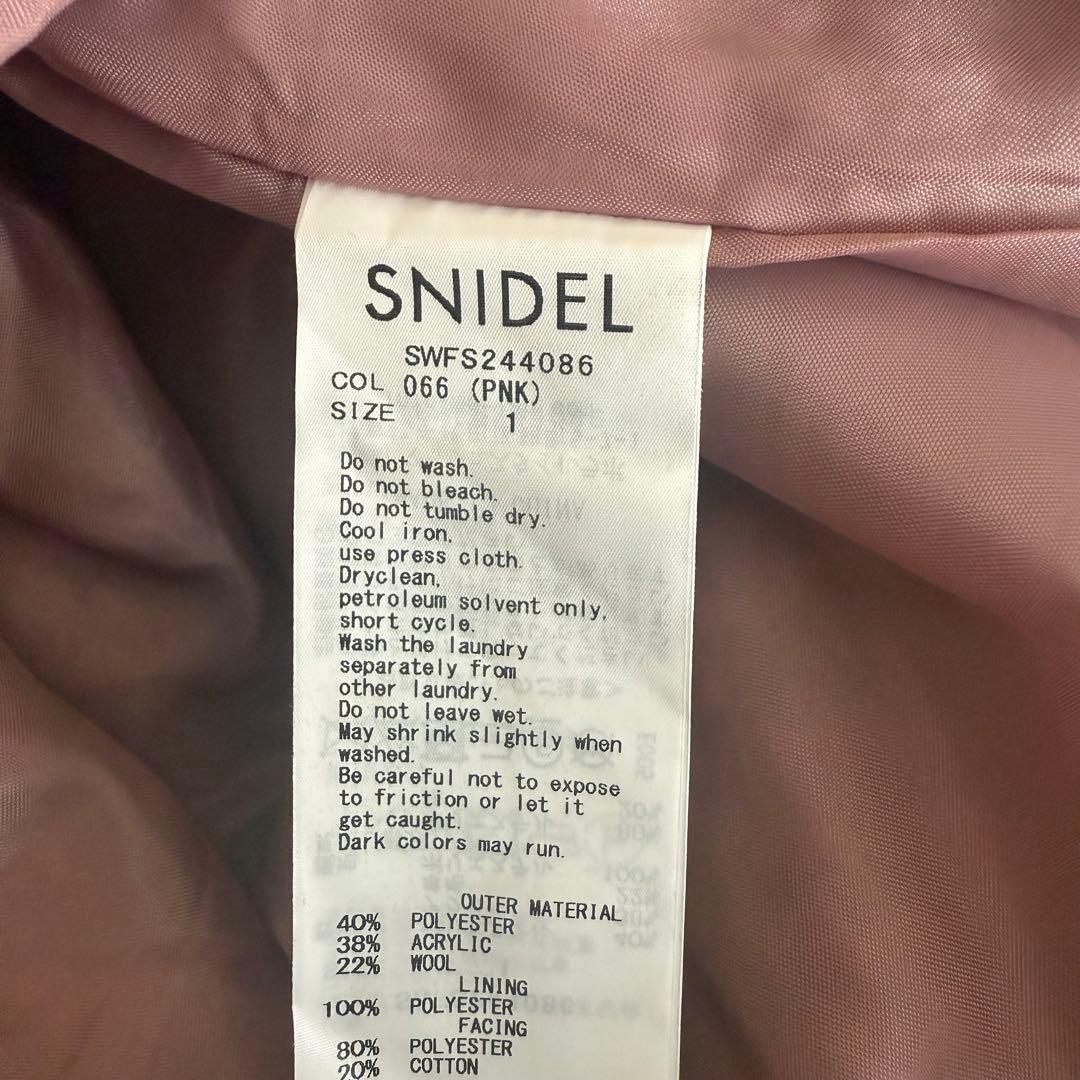 SNIDEL
SWFS244086
COL 066 (PNK)
SIZE 1
Do not wash.
Do not bleach.
Do not tumble dry.
Cool iron,
use press cloth.
Dryclean,
petroleum solvent only,
short cycle.
Wash the laundry
separately from
other laundry.
Do not leave wet.
May shrink slightly when
washed.
Be careful not to expose
to friction or let it
get caught.
Dark colors may run.
OUTER MATERIAL
40% POLYESTER
38% ACRYLIC
22% WOOL
LINING
100% POLYESTER
FACING
80% POLYESTER
20% COTTON